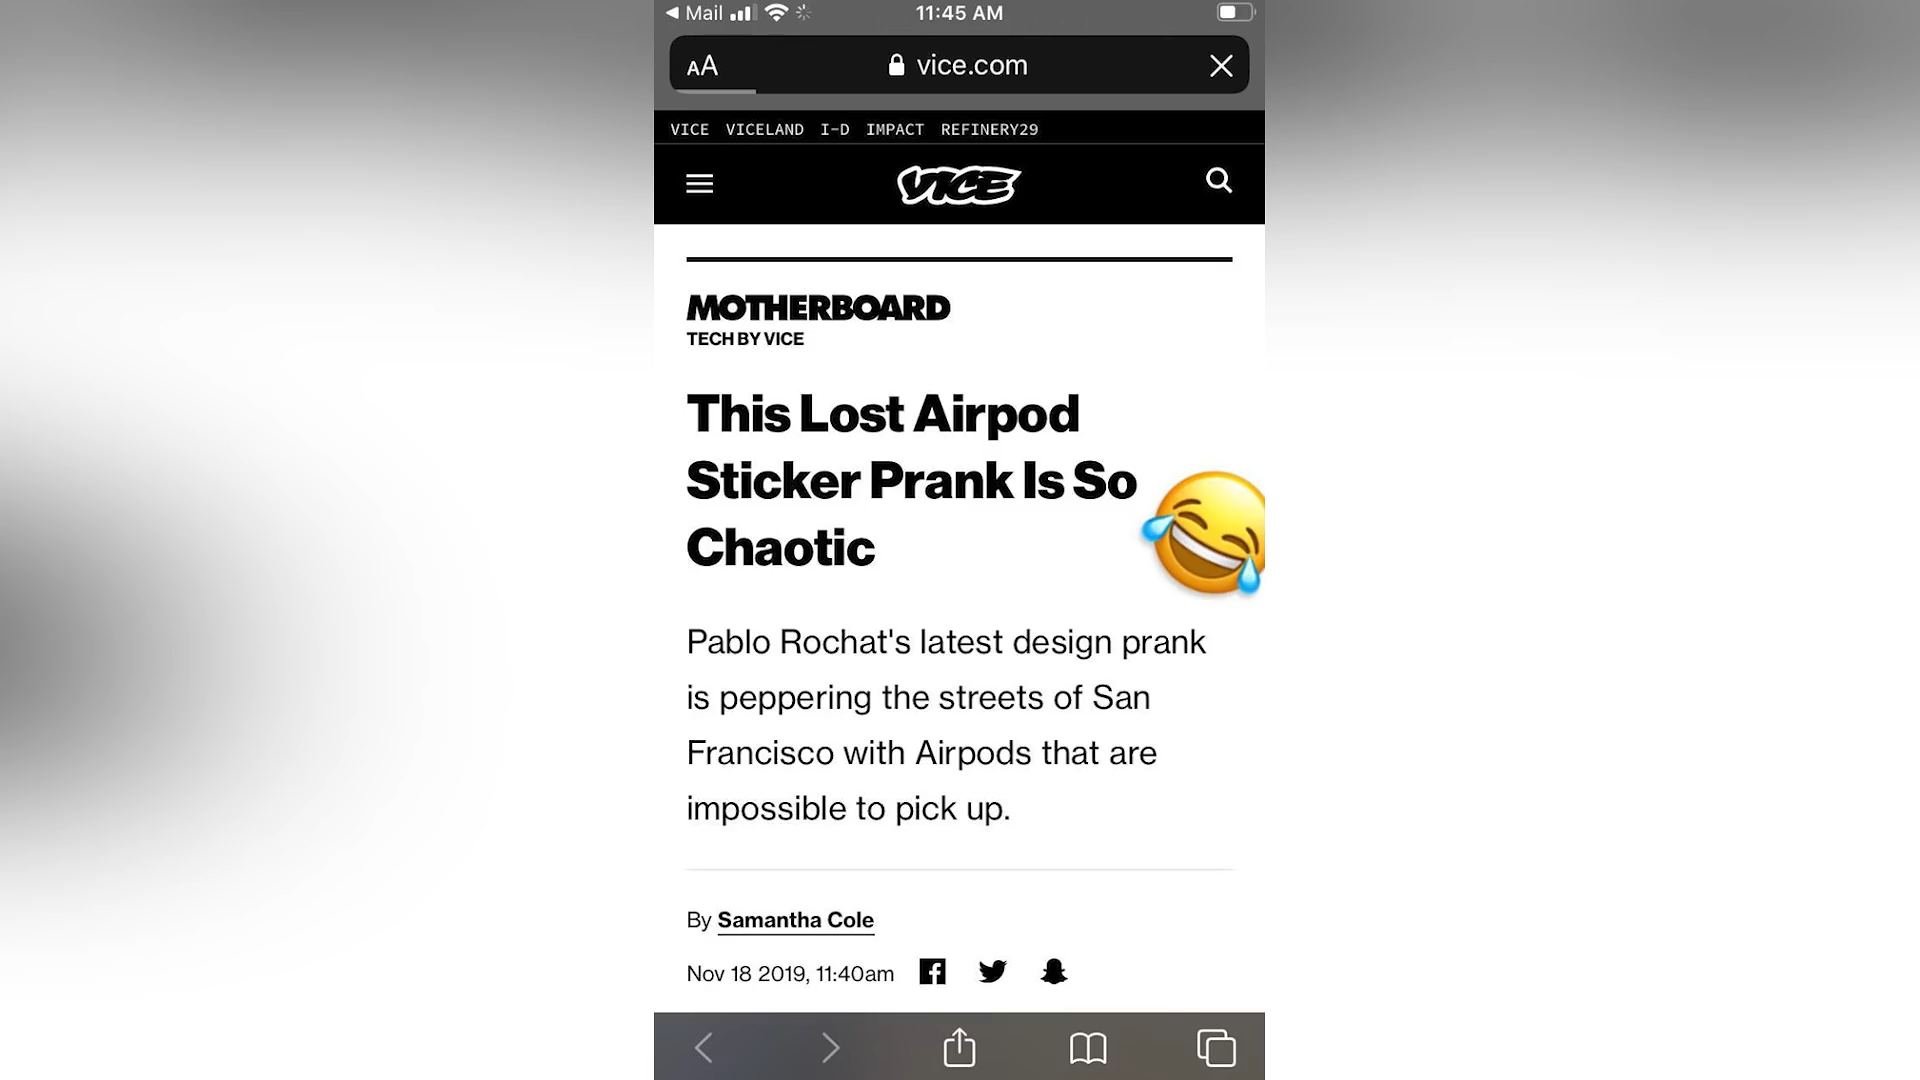 Mail
11:45 AM
AA
vice.com
VICE VICELAND I-D IMPACT REFINERY29
VICE
MOTHERBOARD
TECH BY VICE
This Lost Airpod
Sticker Prank Is So
Chaotic
Pablo Rochat's latest design prank
is peppering the streets of San
Francisco with Airpods that are
impossible to pick up.
By Samantha Cole
Nov 18 2019, 11:40am